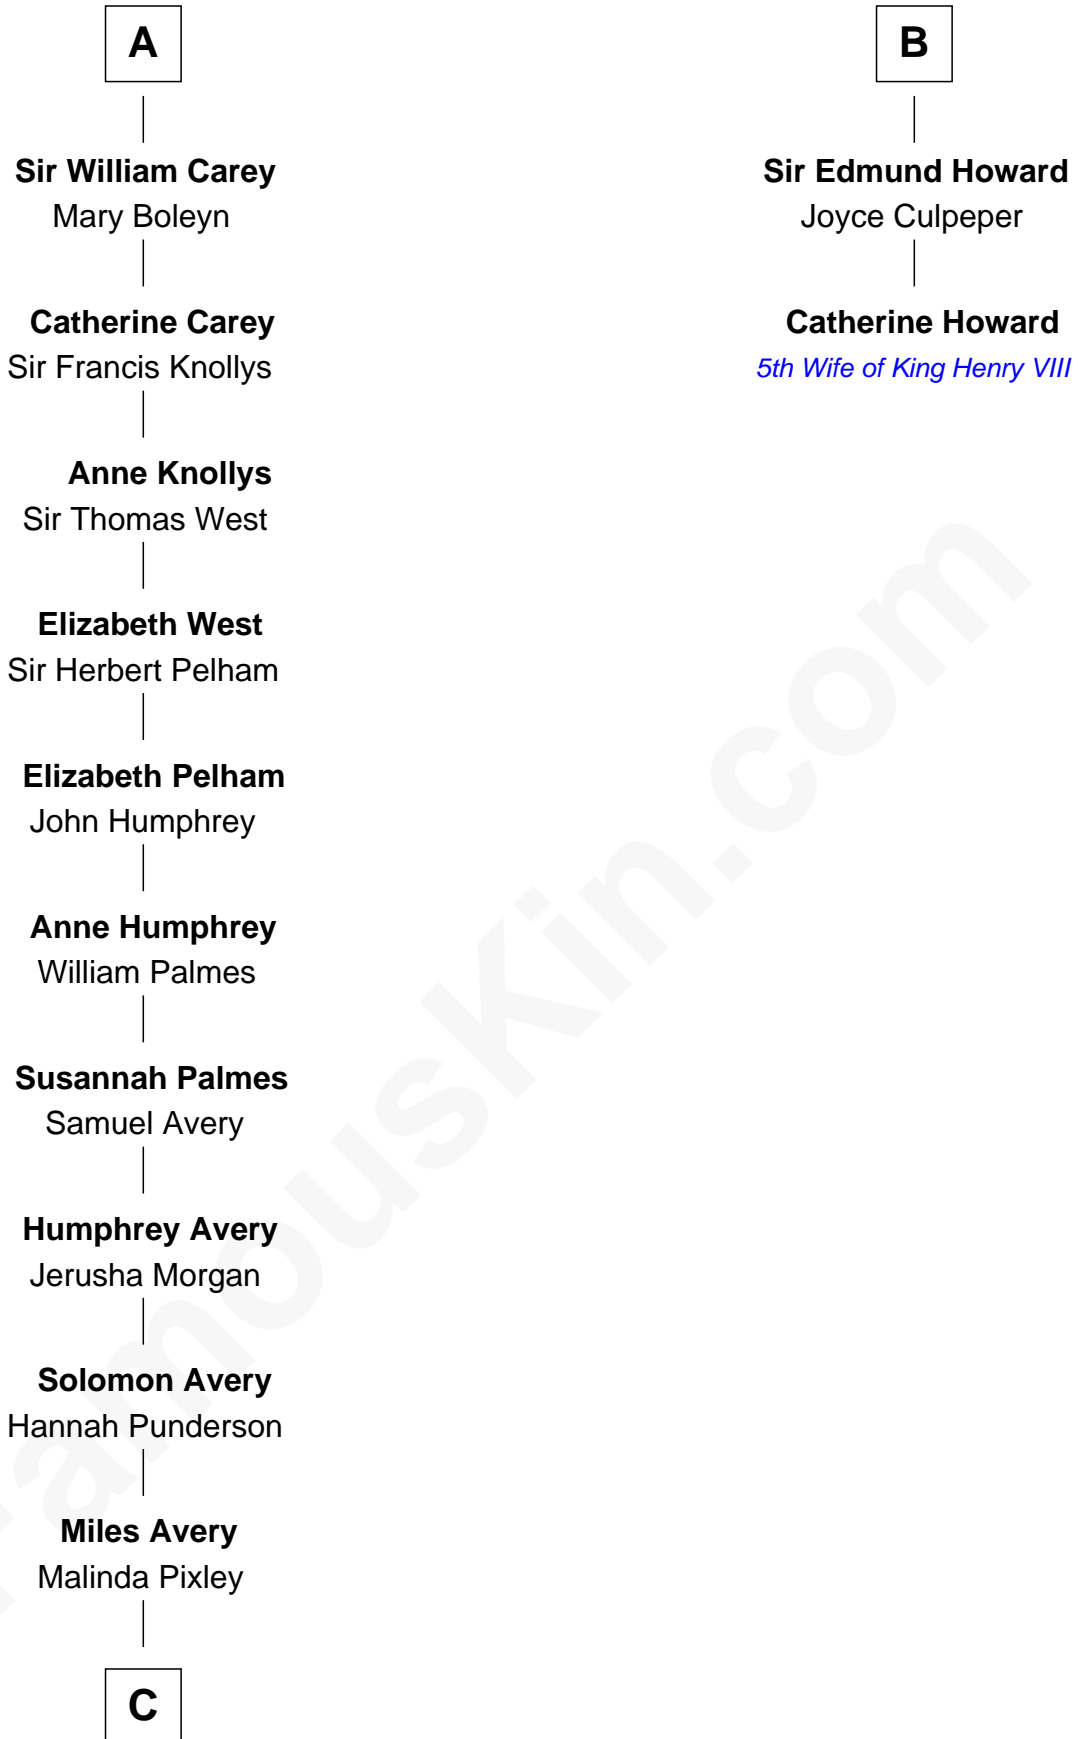 A
Sir William Carey
Mary Boleyn
Catherine Carey
Sir Francis Knollys
Anne Knollys
Sir Thomas West
Elizabeth West
Sir Herbert Pelham
Elizabeth Pelham
John Humphrey
Anne Humphrey
William Palmes
Susannah Palmes
Samuel Avery
Humphrey Avery
Jerusha Morgan
Solomon Avery
Hannah Punderson
Miles Avery
Malinda Pixley
C
B
Sir Edmund Howard
Joyce Culpeper
Catherine Howard
5th Wife of King Henry VIII
FamousKin.com